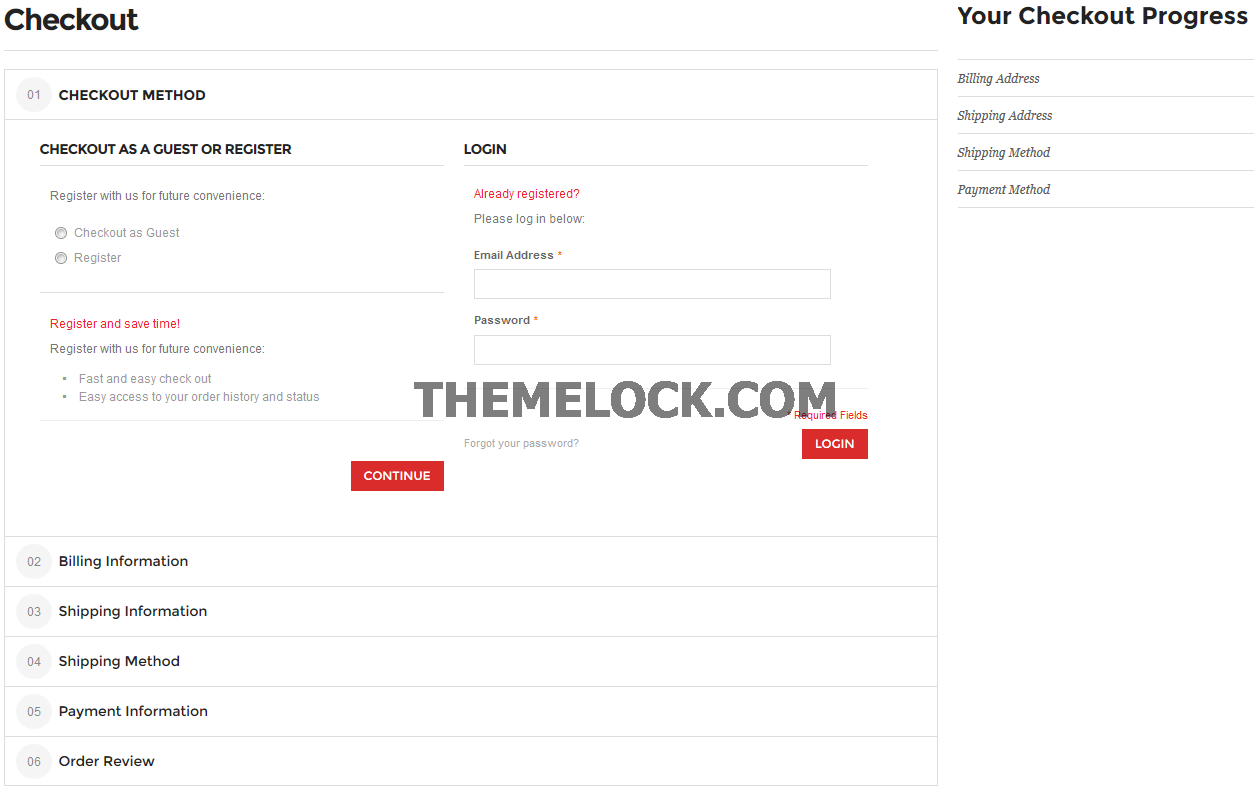 Checkout
01 CHECKOUT METHOD
CHECKOUT AS A GUEST OR REGISTER
Register with us for future convenience:
Checkout as Guest
Register
Register and save time!
Register with us for future convenience:
Fast and easy check out
Easy access to your order history and status
CONTINUE
LOGIN
Already registered?
Please log in below:
Email Address *
Password *
THEMELOCK.COM
* Required Fields
Forgot your password?
LOGIN
02 Billing Information
03 Shipping Information
04 Shipping Method
05 Payment Information
06 Order Review
Your Checkout Progress
Billing Address
Shipping Address
Shipping Method
Payment Method